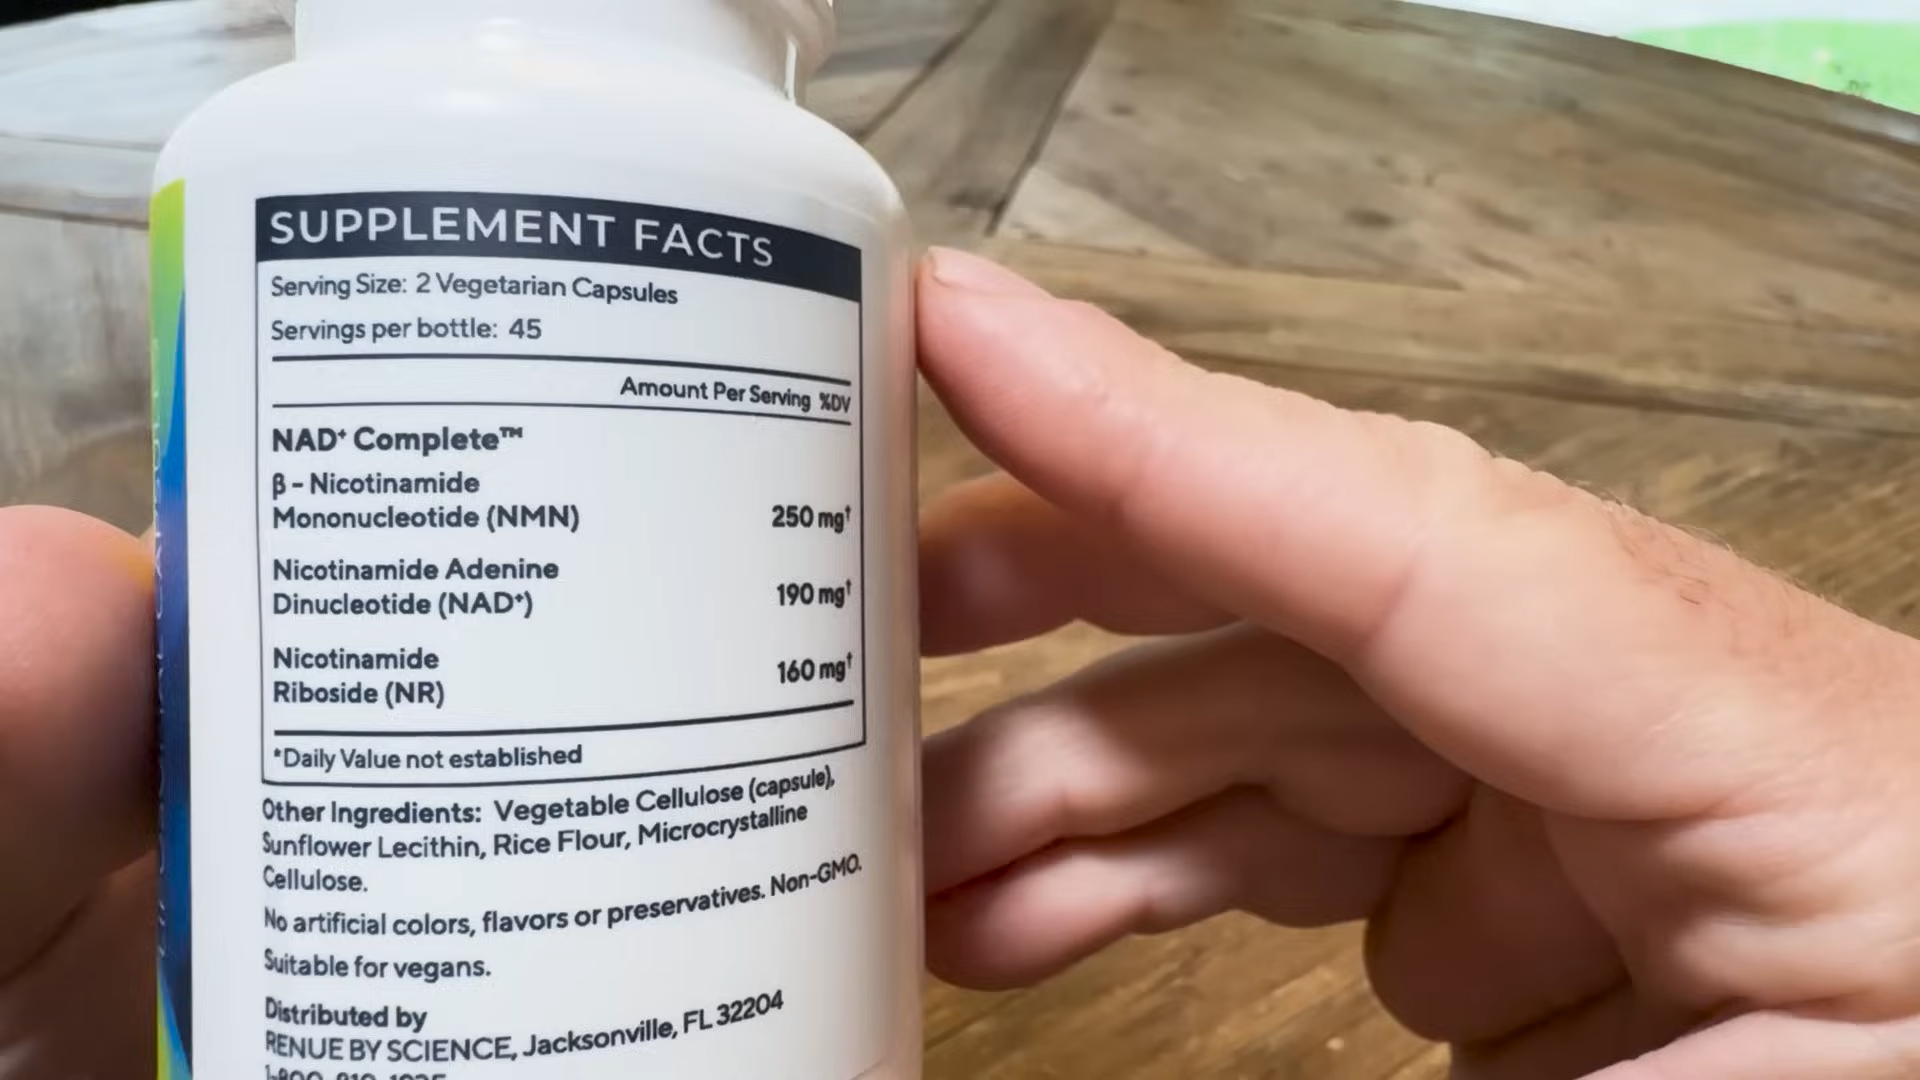 SUPPLEMENT FACTS
Serving Size: 2 Vegetarian Capsules
Servings per bottle: 45
Amount Per Serving %DV
NAD⁺ Complete™
β - Nicotinamide
Mononucleotide (NMN) 250 mg†
Nicotinamide Adenine
Dinucleotide (NAD⁺) 190 mg†
Nicotinamide
Riboside (NR) 160 mg†
*Daily Value not established
Other Ingredients: Vegetable Cellulose (capsule),
Sunflower Lecithin, Rice Flour, Microcrystalline
Cellulose.
No artificial colors, flavors or preservatives. Non-GMO.
Suitable for vegans.
Distributed by
RENUE BY SCIENCE, Jacksonville, FL 32204